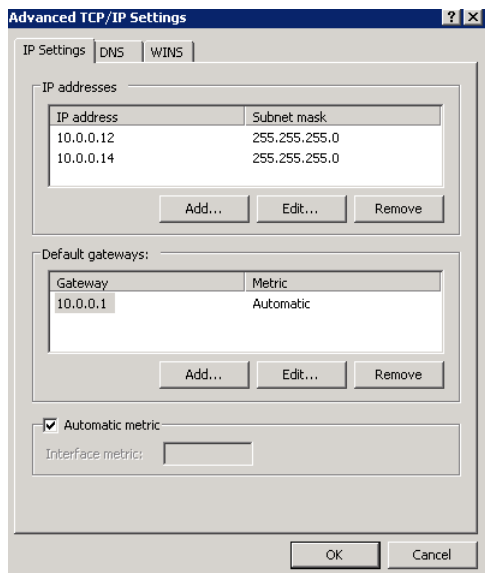 Advanced TCP/IP Settings
IP Settings DNS WINS
IP addresses
IP address Subnet mask
10.0.0.12 255.255.255.0
10.0.0.14 255.255.255.0
Add... Edit... Remove
Default gateways:
Gateway Metric
10.0.0.1 Automatic
Add... Edit... Remove
Automatic metric
Interface metric:
OK Cancel